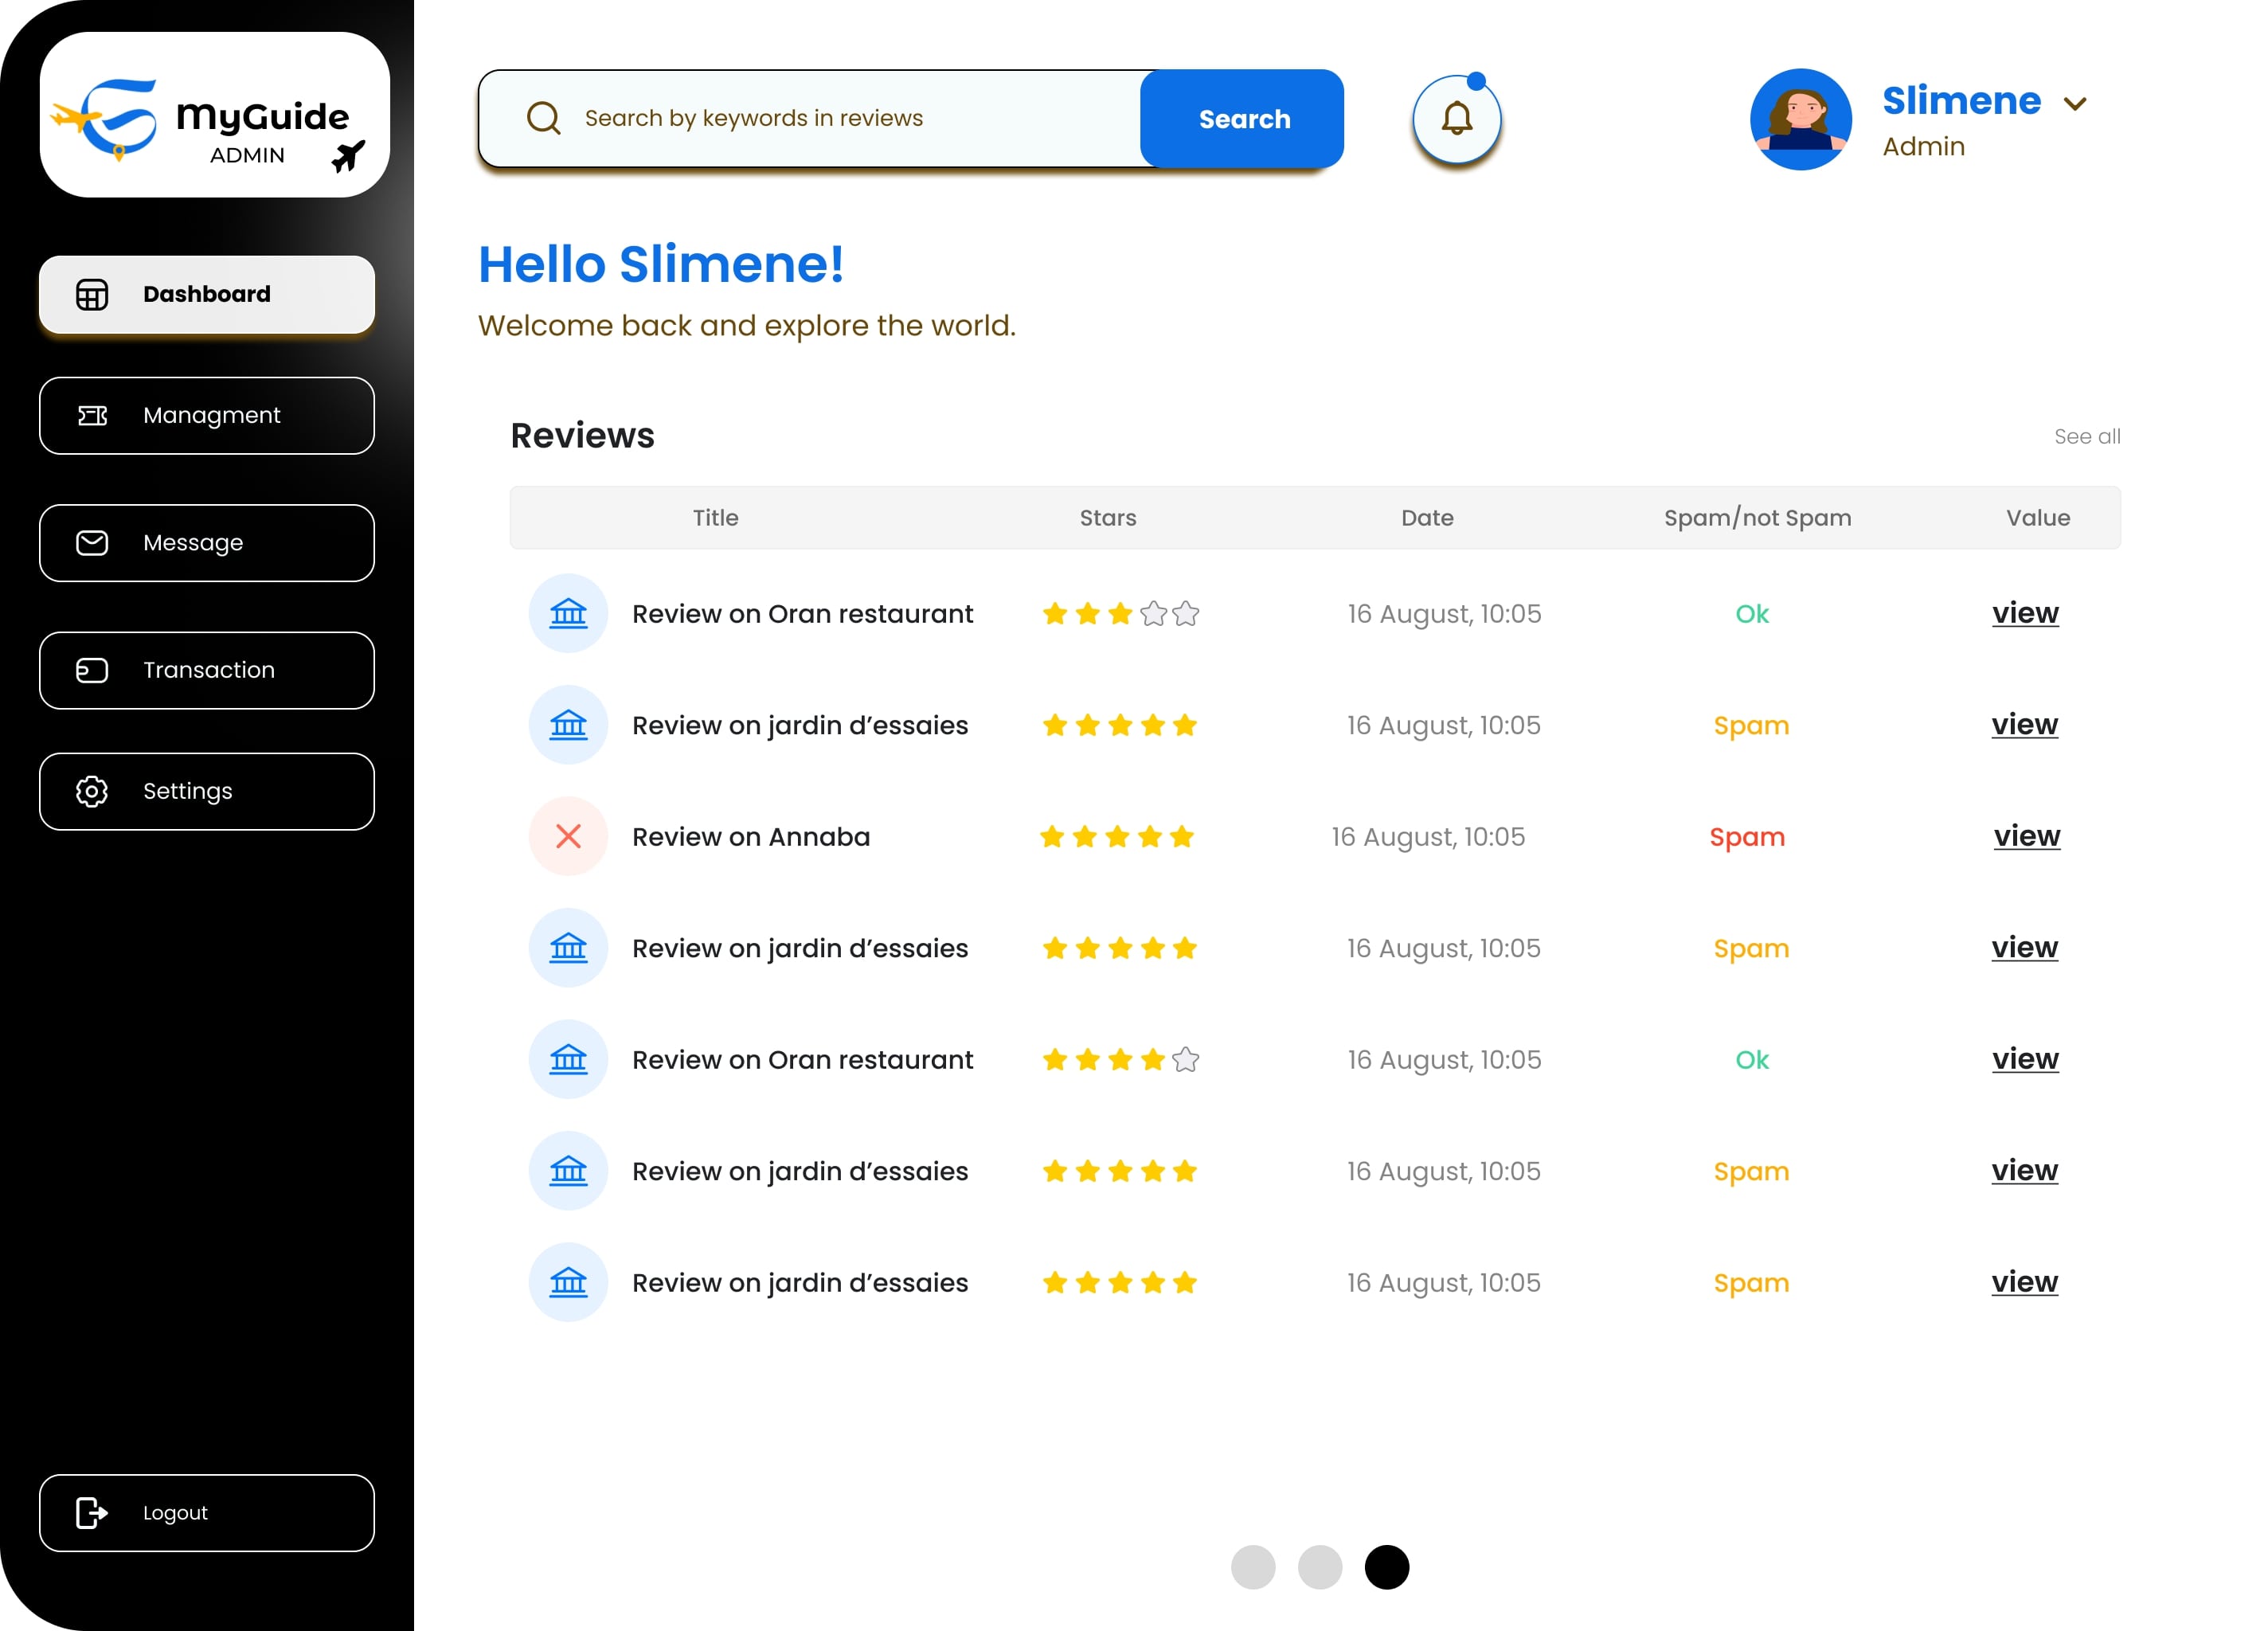 MyGuide
ADMIN
Search by keywords in reviews
Search
Slimene
Admin
Dashboard
Managment
Message
Transaction
Settings
Logout
Hello Slimene!
Welcome back and explore the world.
Reviews
See all
Title Stars Date Spam/not Spam Value
Review on Oran restaurant 16 August, 10:05 Ok view
Review on jardin d’essaies 16 August, 10:05 Spam view
Review on Annaba 16 August, 10:05 Spam view
Review on jardin d’essaies 16 August, 10:05 Spam view
Review on Oran restaurant 16 August, 10:05 Ok view
Review on jardin d’essaies 16 August, 10:05 Spam view
Review on jardin d’essaies 16 August, 10:05 Spam view